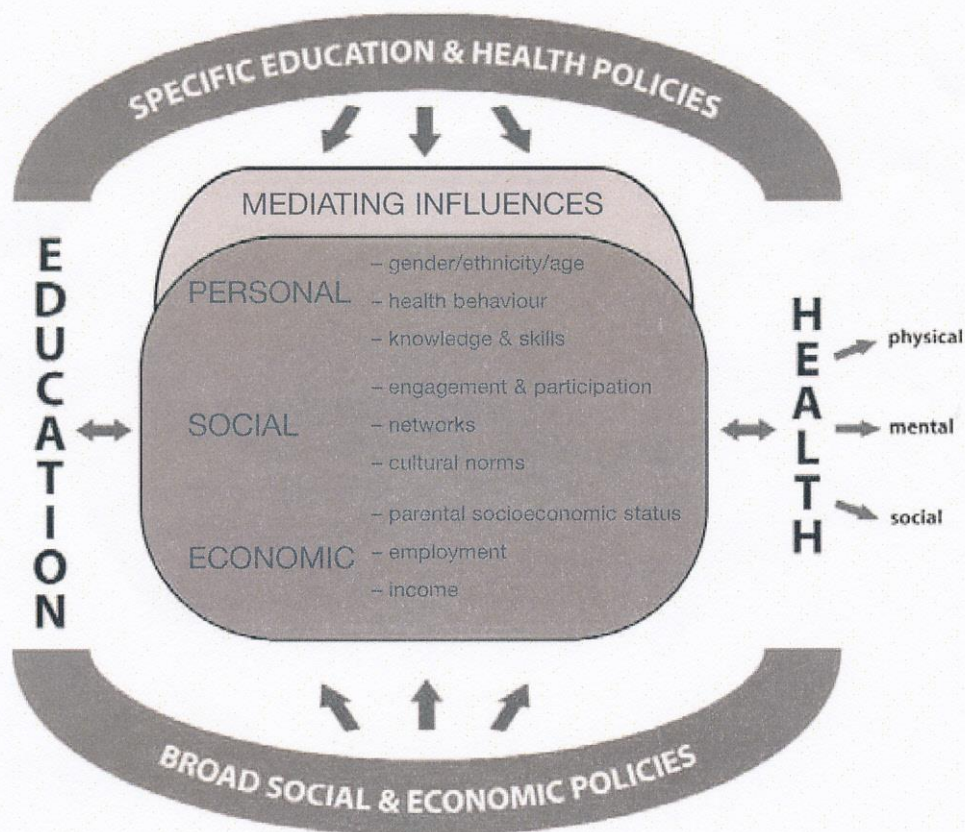 SPECIFIC EDUCATION & HEALTH POLICIES
MEDIATING INFLUENCES
EDUCATION
PERSONAL
– gender/ethnicity/age
– health behaviour
– knowledge & skills
SOCIAL
– engagement & participation
– networks
– cultural norms
ECONOMIC
– parental socioeconomic status
– employment
– income
HEALTH
physical
mental
social
BROAD SOCIAL & ECONOMIC POLICIES